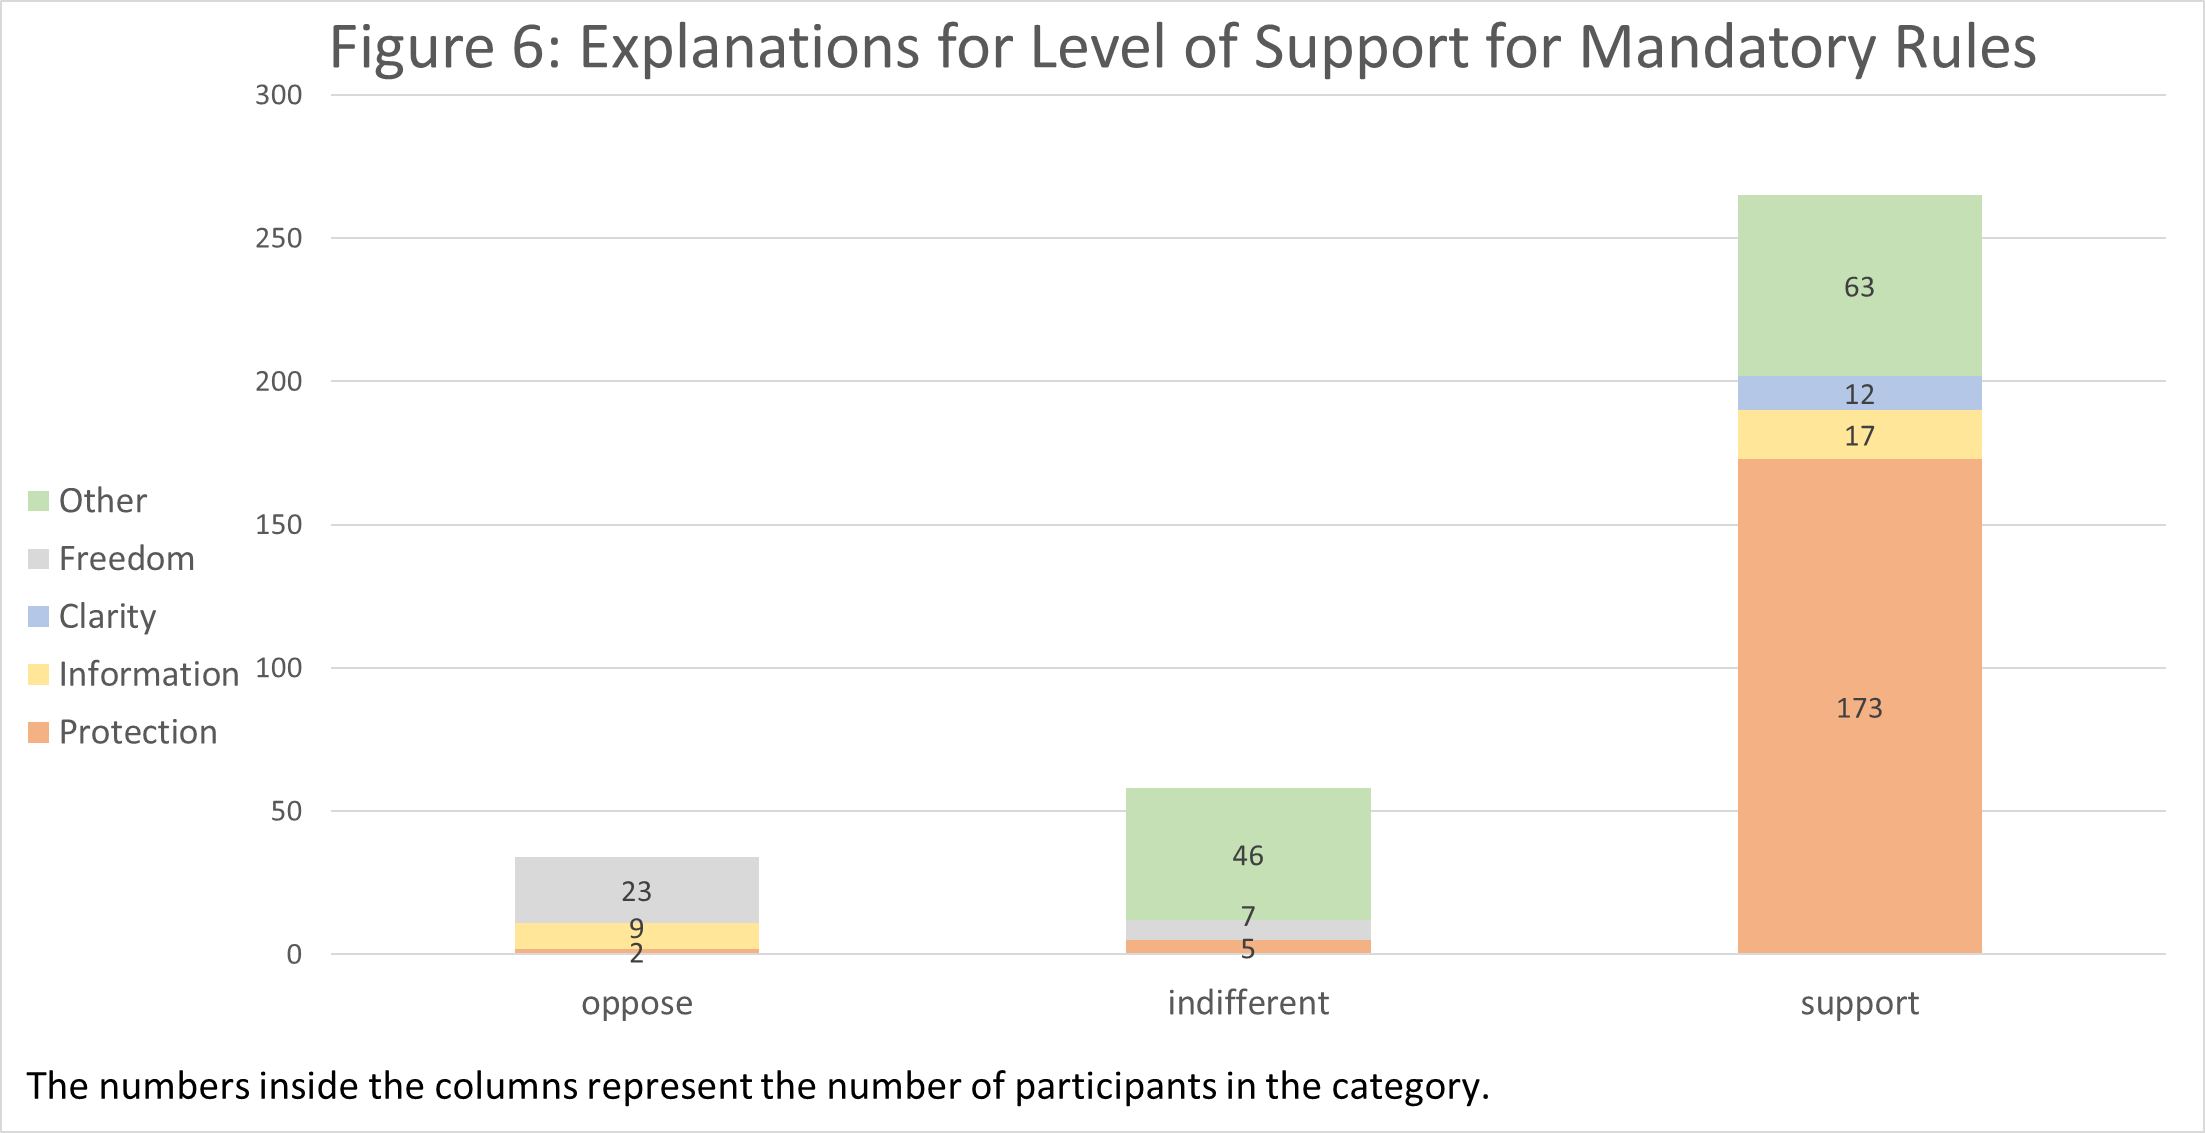 Figure 6: Explanations for Level of Support for Mandatory Rules
300
250
200
150
100
50
0
Other
Freedom
Clarity
Information
Protection
23
9
2
46
7
5
63
12
17
173
oppose
indifferent
support
The numbers inside the columns represent the number of participants in the category.